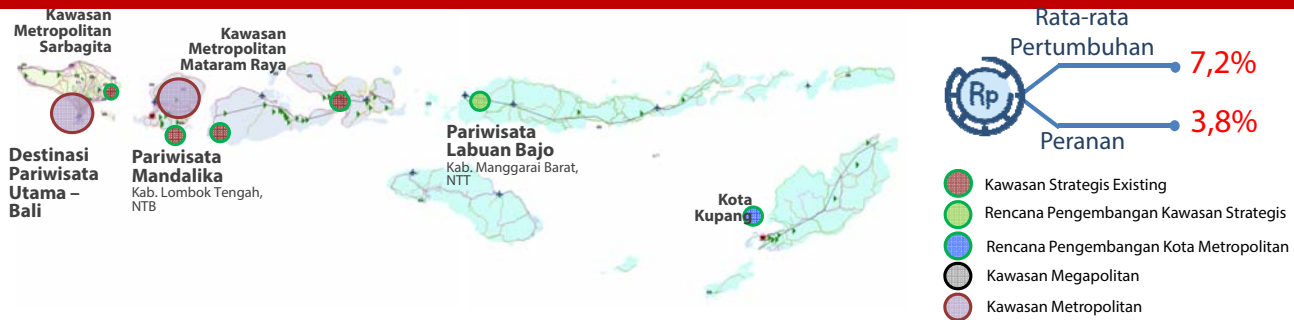 Kawasan
Metropolitan
Sarbagita
Kawasan
Metropolitan
Mataram Raya
Destinasi
Pariwisata
Utama –
Bali
Pariwisata
Mandalika
Kab. Lombok Tengah,
NTB
Pariwisata
Labuan Bajo
Kab. Manggarai Barat,
NTT
Kota
Kupang
Rata-rata
Pertumbuhan
7,2%
Rp
3,8%
Peranan
Kawasan Strategis Existing
Rencana Pengembangan Kawasan Strategis
Rencana Pengembangan Kota Metropolitan
Kawasan Megapolitan
Kawasan Metropolitan